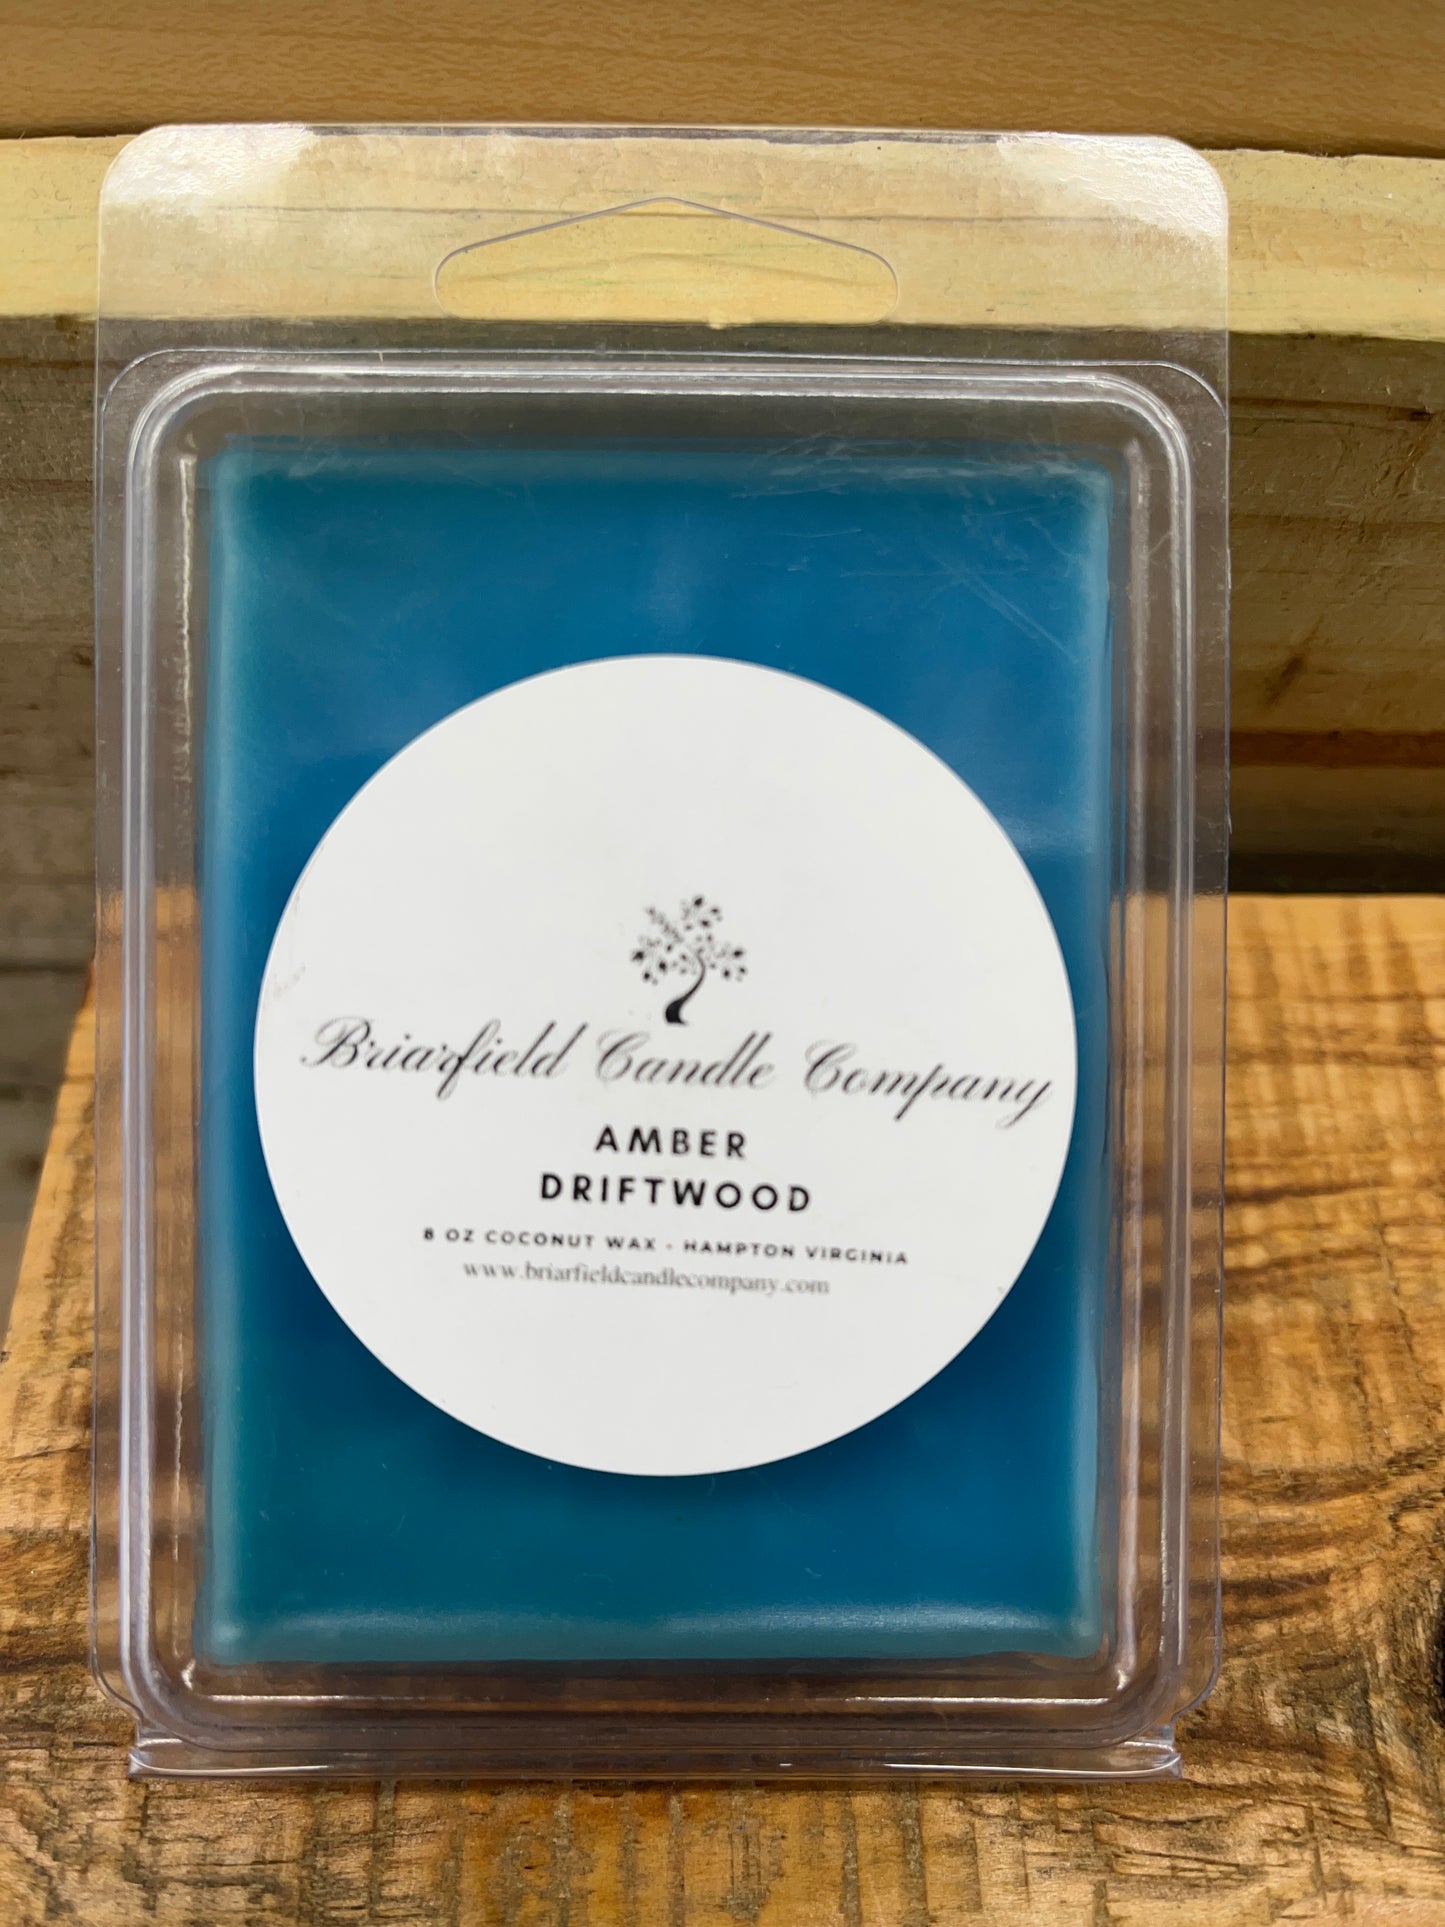 Briarfield Candle Company
AMBER
DRIFTWOOD
8 OZ COCONUT WAX - HAMPTON VIRGINIA
www.briarfieldcandlecompany.com